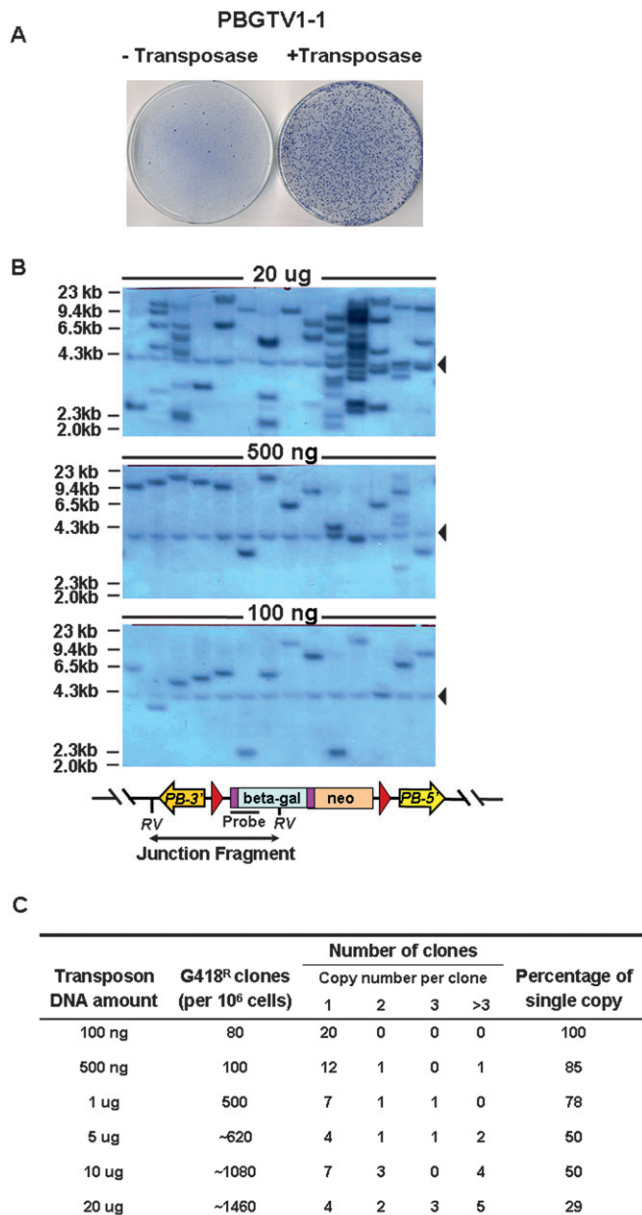 PBGTV1-1
A
- Transposase +Transposase
B
20 ug
23 kb
9.4kb
6.5kb
4.3kb
2.3kb
2.0kb
500 ng
23 kb
9.4kb
6.5kb
4.3kb
2.3kb
2.0kb
100 ng
23 kb
9.4kb
6.5kb
4.3kb
2.3kb
2.0kb
PB-3' beta-gal neo PB-5'
RV Probe RV
Junction Fragment
C
Number of clones
Transposon DNA amount G418R clones (per 10⁶ cells) Copy number per clone Percentage of single copy
1 2 3 >3
100 ng 80 20 0 0 0 100
500 ng 100 12 1 0 1 85
1 ug 500 7 1 1 0 78
5 ug ~620 4 1 1 2 50
10 ug ~1080 7 3 0 4 50
20 ug ~1460 4 2 3 5 29